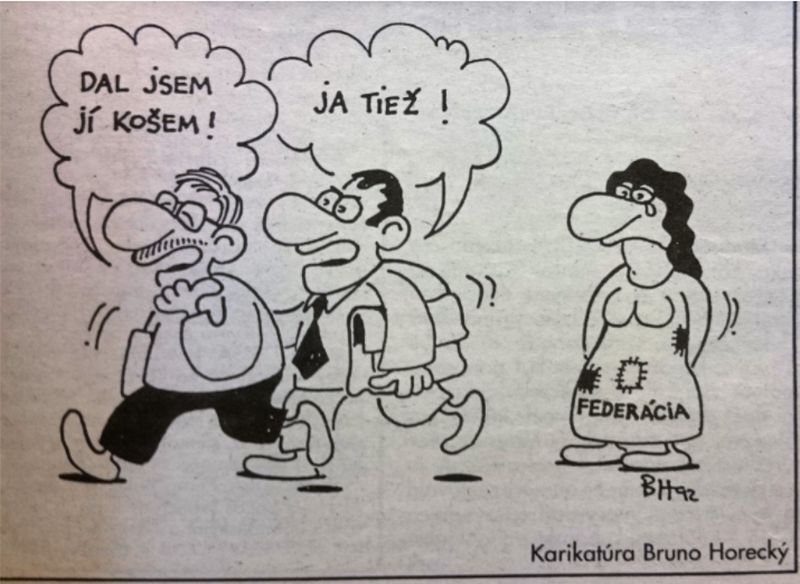 DAL JSEM
JÍ KOŠEM!
JA TIEŽ!
FEDERÁCIA
BH92
Karikatúra Bruno Horecký